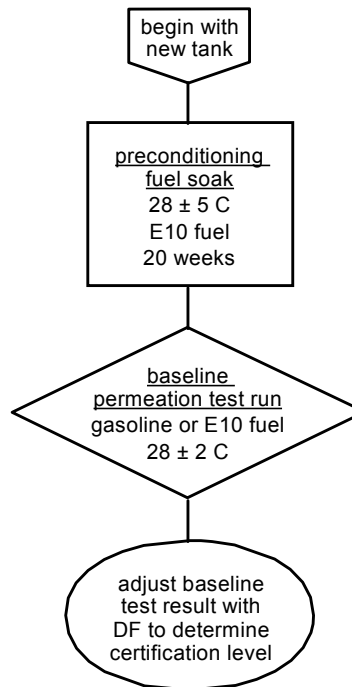 begin with
new tank
preconditioning
fuel soak
28 ± 5 C
E10 fuel
20 weeks
baseline
permeation test run
gasoline or E10 fuel
28 ± 2 C
adjust baseline
test result with
DF to determine
certification level